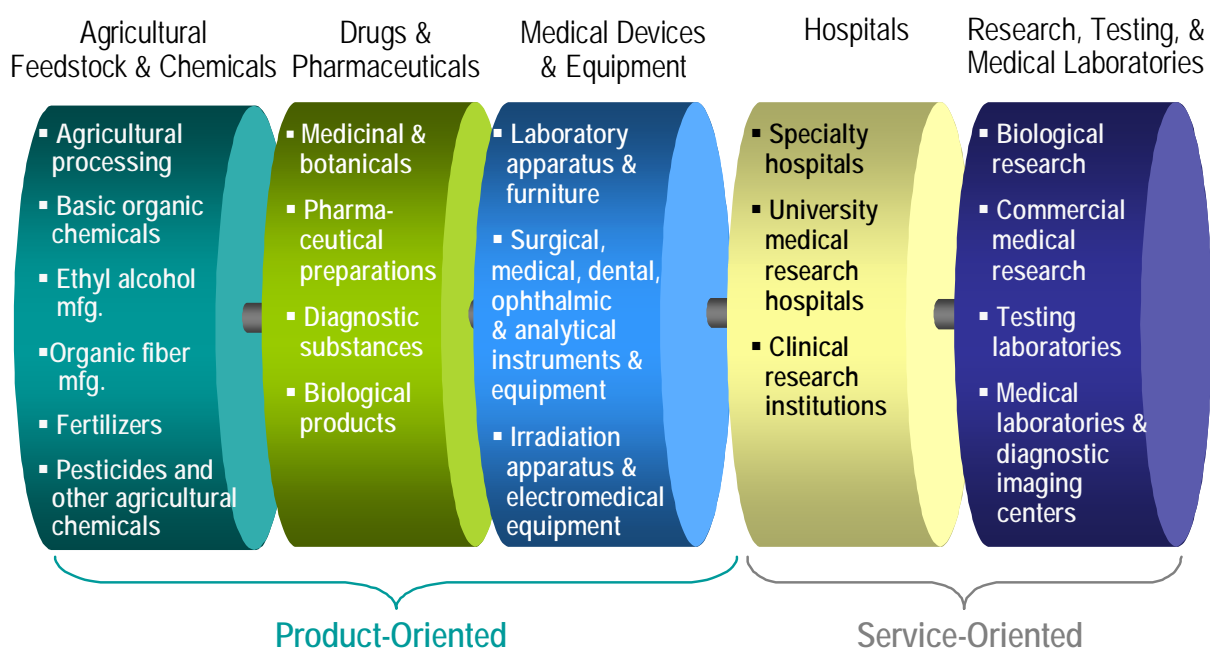 Agricultural
Feedstock & Chemicals
Drugs &
Pharmaceuticals
Medical Devices
& Equipment
Hospitals
Research, Testing, &
Medical Laboratories
▪ Agricultural
processing
▪ Basic organic
chemicals
▪ Ethyl alcohol
mfg.
▪Organic fiber
mfg.
▪ Fertilizers
▪ Pesticides and
other agricultural
chemicals
▪ Medicinal &
botanicals
▪ Pharma-
ceutical
preparations
▪ Diagnostic
substances
▪ Biological
products
▪ Laboratory
apparatus &
furniture
▪ Surgical,
medical, dental,
ophthalmic
& analytical
instruments &
equipment
▪ Irradiation
apparatus &
electromedical
equipment
▪ Specialty
hospitals
▪ University
medical
research
hospitals
▪ Clinical
research
institutions
▪ Biological
research
▪ Commercial
medical
research
▪ Testing
laboratories
▪ Medical
laboratories &
diagnostic
imaging
centers
Product-Oriented
Service-Oriented